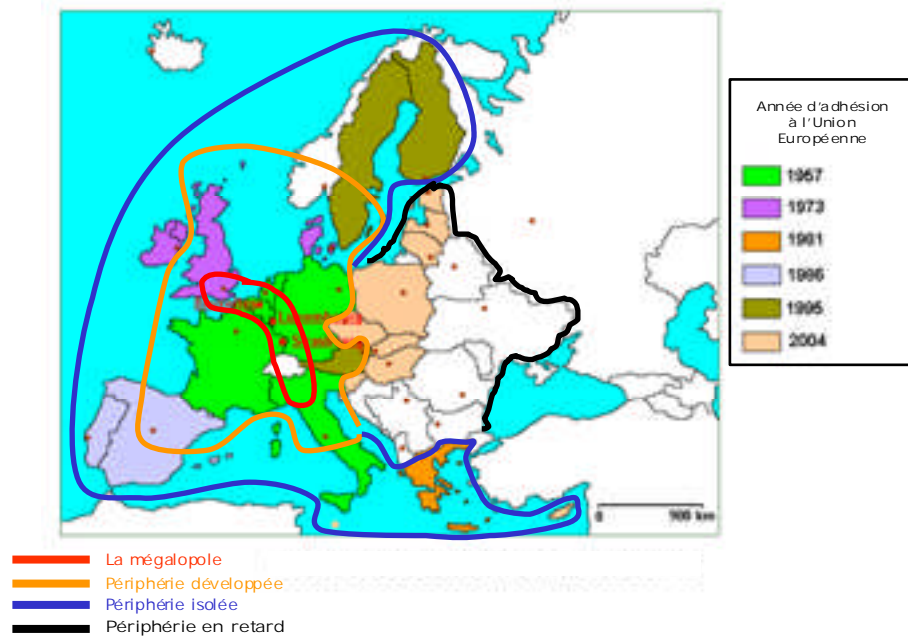 Année d'adhésion
à l'Union
Européenne
1957
1973
1981
1986
1995
2004
0 900 km
La mégalopole
Périphérie développée
Périphérie isolée
Périphérie en retard